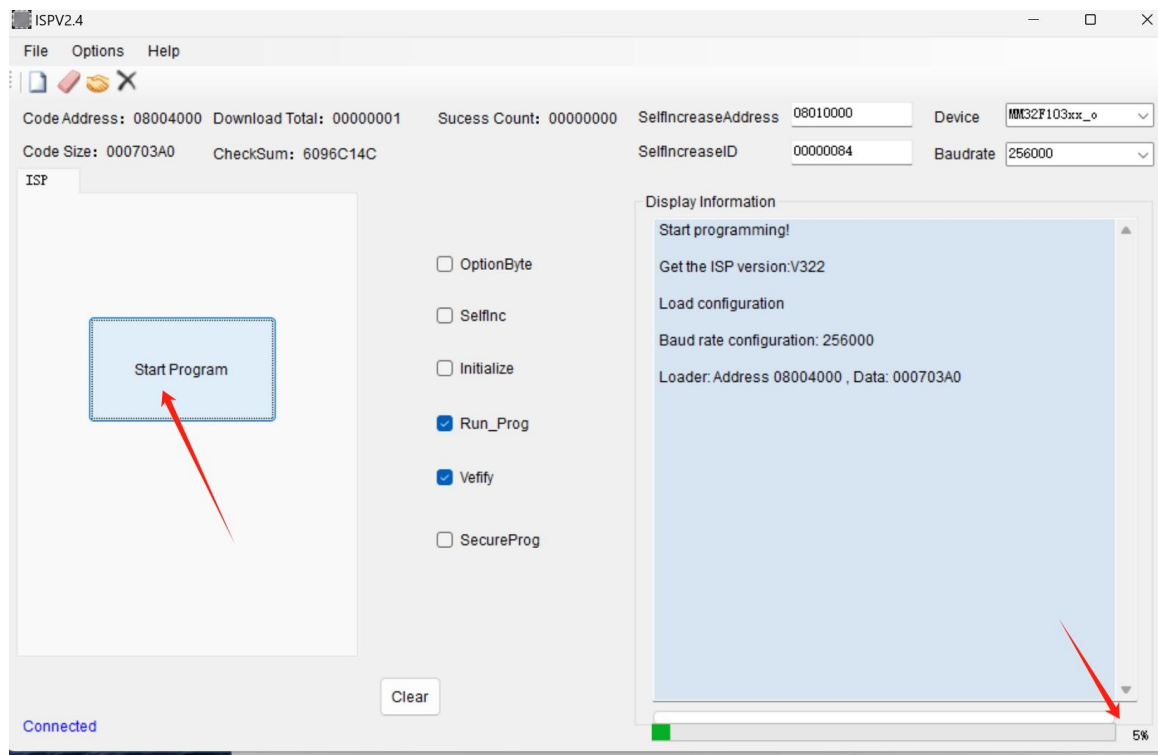 ISPV2.4
File Options Help
Code Address: 08004000 Download Total: 00000001 Sucess Count: 00000000 SelfIncreaseAddress 08010000 Device MM32F103xx_o
Code Size: 000703A0 CheckSum: 6096C14C SelfIncreaseID 00000084 Baudrate 256000
ISP
Start Program
OptionByte
SelfInc
Initialize
Run_Prog
Vefify
SecureProg
Clear
Connected
Display Information
Start programming!
Get the ISP version:V322
Load configuration
Baud rate configuration: 256000
Loader: Address 08004000 , Data: 000703A0
5%